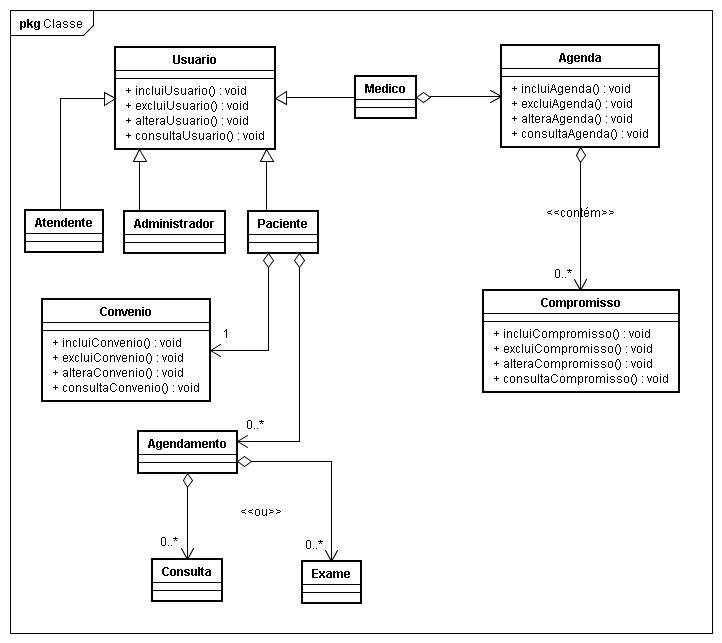 pkg Classe
Usuario
+ incluiUsuario() : void
+ excluiUsuario() : void
+ alteraUsuario() : void
+ consultaUsuario() : void
Medico
Agenda
+ incluiAgenda() : void
+ excluiAgenda() : void
+ alteraAgenda() : void
+ consultaAgenda() : void
Atendente
Administrador
Paciente
<<contém>>
0..*
Convenio
+ incluiConvenio() : void
+ excluiConvenio() : void
+ alteraConvenio() : void
+ consultaConvenio() : void
1
Compromisso
+ incluiCompromisso() : void
+ excluiCompromisso() : void
+ alteraCompromisso() : void
+ consultaCompromisso() : void
0..*
Agendamento
<<ou>>
0..*
0..*
Consulta
Exame